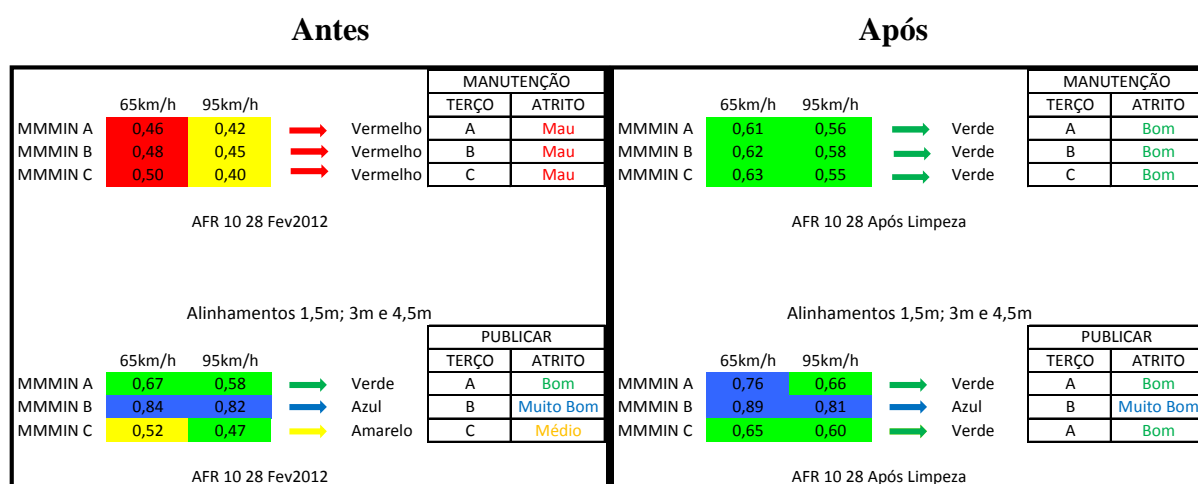 Antes
Após
MANUTENÇÃO
65km/h 95km/h TERÇO ATRITO
MMMIN A 0,46 0,42 Vermelho A Mau
MMMIN B 0,48 0,45 Vermelho B Mau
MMMIN C 0,50 0,40 Vermelho C Mau
AFR 10 28 Fev2012
Alinhamentos 1,5m; 3m e 4,5m
PUBLICAR
65km/h 95km/h TERÇO ATRITO
MMMIN A 0,67 0,58 Verde A Bom
MMMIN B 0,84 0,82 Azul B Muito Bom
MMMIN C 0,52 0,47 Amarelo C Médio
AFR 10 28 Fev2012
MANUTENÇÃO
65km/h 95km/h TERÇO ATRITO
MMMIN A 0,61 0,56 Verde A Bom
MMMIN B 0,62 0,58 Verde B Bom
MMMIN C 0,63 0,55 Verde C Bom
AFR 10 28 Após Limpeza
Alinhamentos 1,5m; 3m e 4,5m
PUBLICAR
65km/h 95km/h TERÇO ATRITO
MMMIN A 0,76 0,66 Verde A Bom
MMMIN B 0,89 0,81 Azul B Muito Bom
MMMIN C 0,65 0,60 Verde A Bom
AFR 10 28 Após Limpeza